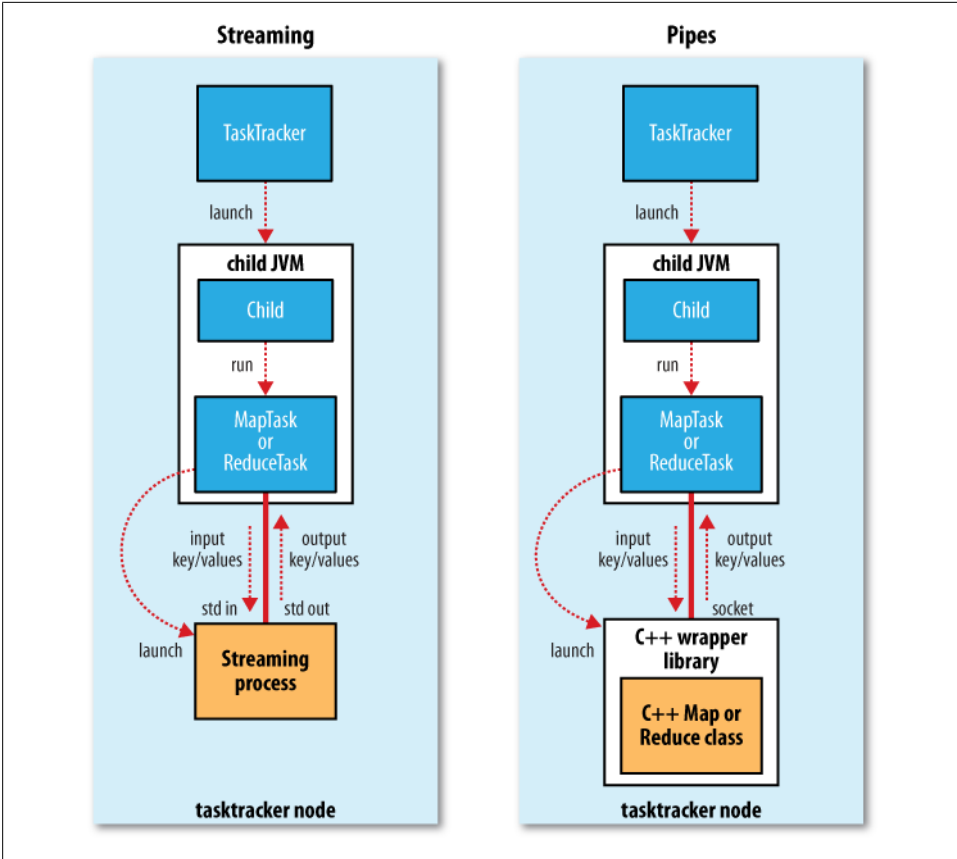 Streaming
TaskTracker
launch
child JVM
Child
run
MapTask
or
ReduceTask
input
key/values
output
key/values
std in
std out
launch
Streaming
process
tasktracker node
Pipes
TaskTracker
launch
child JVM
Child
run
MapTask
or
ReduceTask
input
key/values
output
key/values
socket
launch
C++ wrapper
library
C++ Map or
Reduce class
tasktracker node